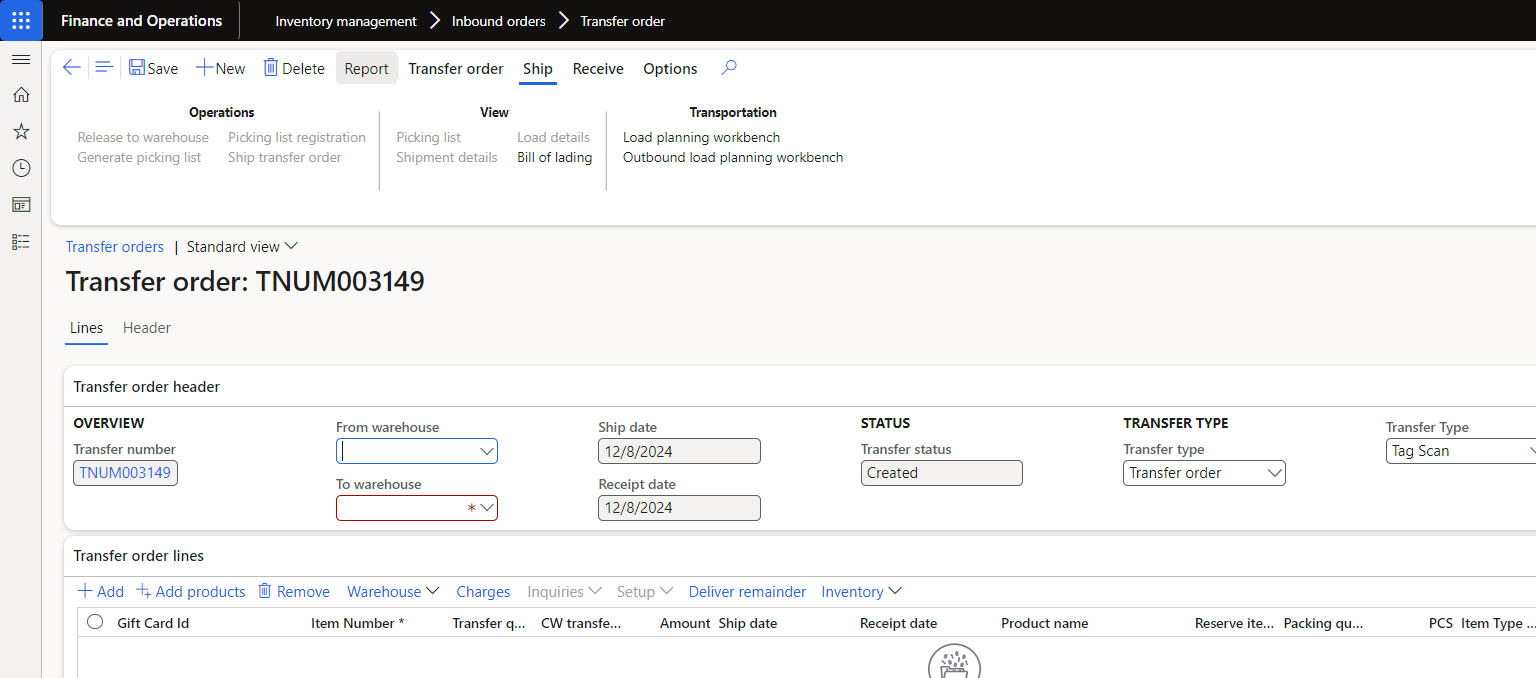 Finance and Operations Inventory management Inbound orders Transfer order
Save New Delete Report Transfer order Ship Receive Options
Operations View Transportation
Release to warehouse Picking list registration Picking list Load details Load planning workbench
Generate picking list Ship transfer order Shipment details Bill of lading Outbound load planning workbench
Transfer orders | Standard view
Transfer order: TNUM003149
Lines Header
Transfer order header
OVERVIEW From warehouse Ship date STATUS TRANSFER TYPE Transfer Type
Transfer number 12/8/2024 Transfer status Transfer type Tag Scan
TNUM003149 To warehouse Receipt date Created Transfer order
* 12/8/2024
Transfer order lines
Add Add products Remove Warehouse Charges Inquiries Setup Deliver remainder Inventory
Gift Card Id Item Number * Transfer q... CW transfe... Amount Ship date Receipt date Product name Reserve ite... Packing qu... PCS Item Type ...